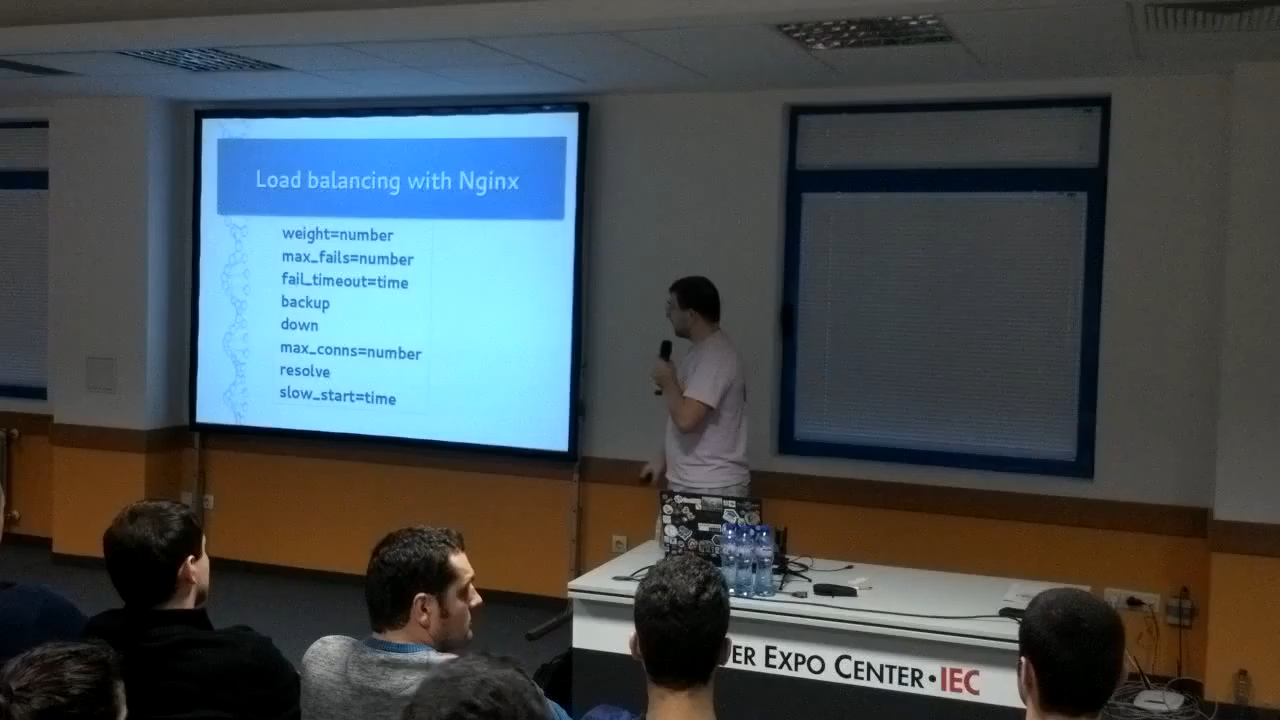 Load balancing with Nginx
weight=number
max_fails=number
fail_timeout=time
backup
down
max_conns=number
resolve
slow_start=time
EXPO CENTER • IEC